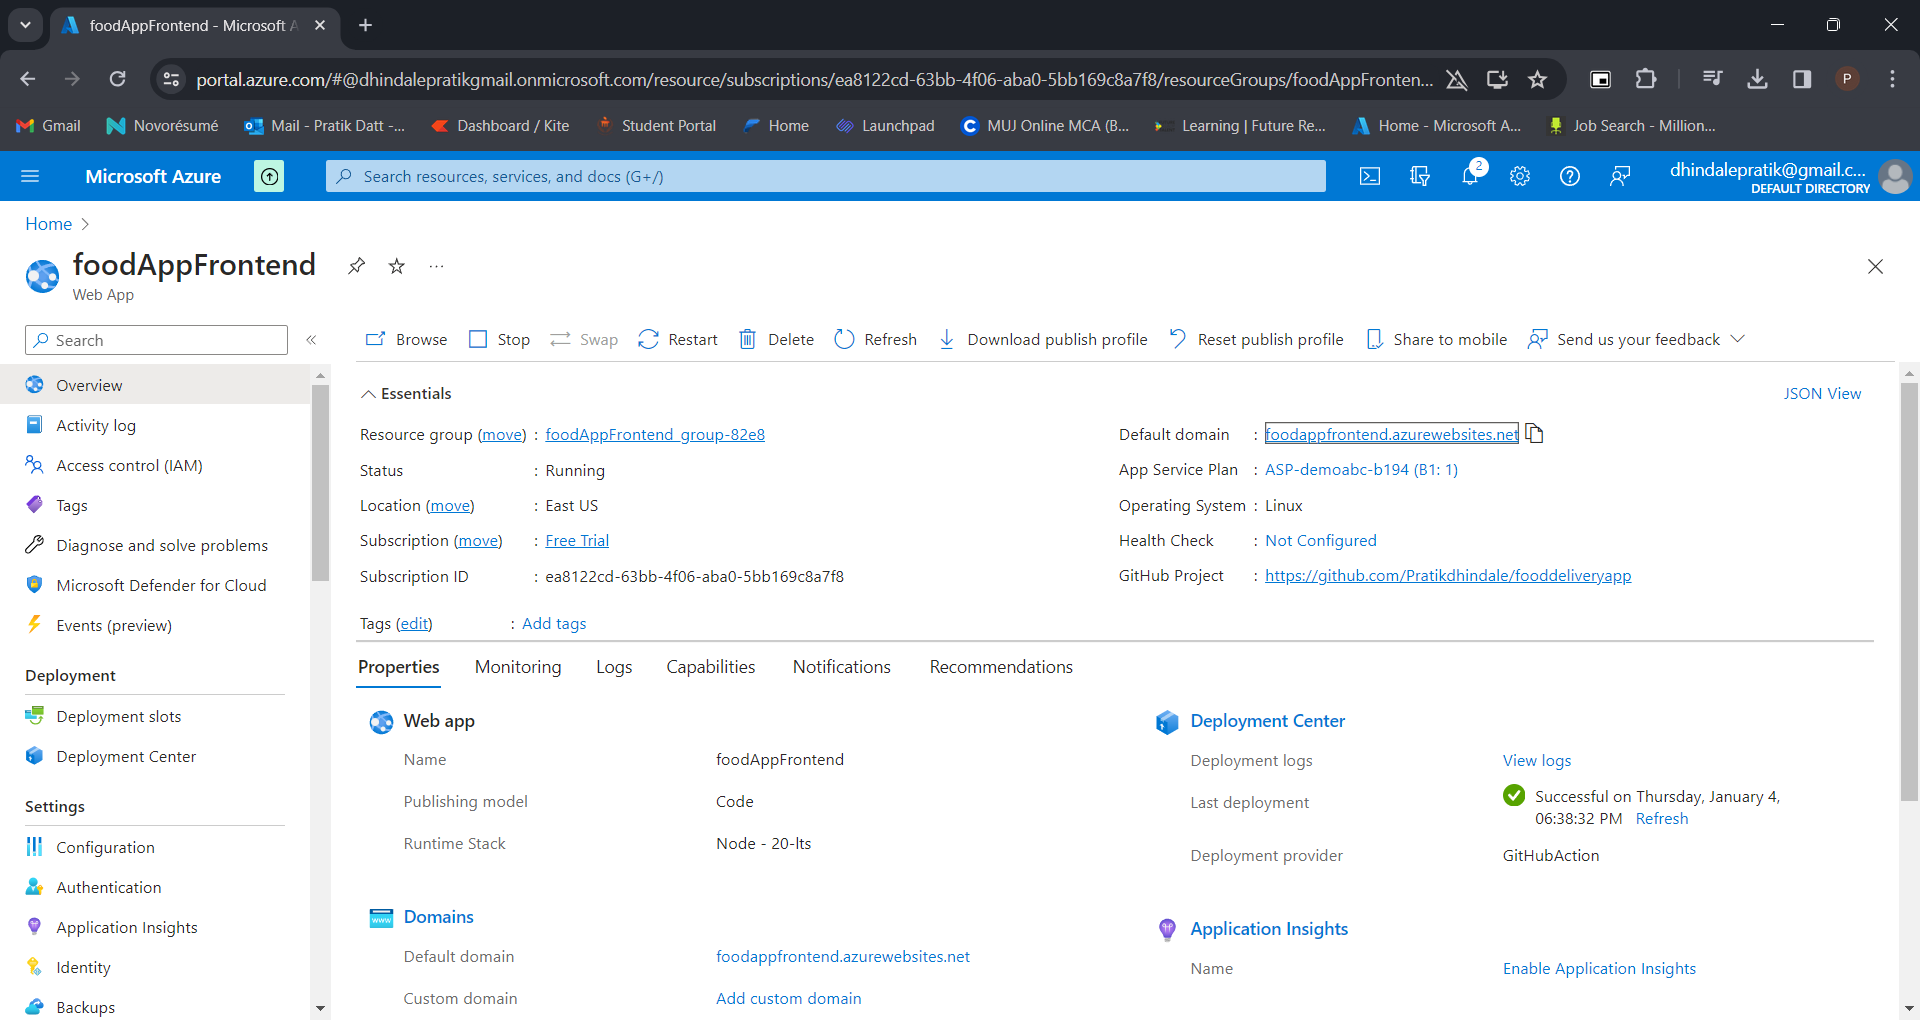 foodAppFrontend - Microsoft A
portal.azure.com/#@dhindalepratikgmail.onmicrosoft.com/resource/subscriptions/ea8122cd-63bb-4f06-aba0-5bb169c8a7f8/resourceGroups/foodAppFronten...
P
Gmail
Novorésumé
Mail - Pratik Datt -...
Dashboard / Kite
Student Portal
Home
Launchpad
MUJ Online MCA (B...
Learning | Future Re...
Home - Microsoft A...
Job Search - Million...
Microsoft Azure
Search resources, services, and docs (G+/)
2
dhindalepratik@gmail.c...
DEFAULT DIRECTORY
Home
foodAppFrontend
Web App
Search
Browse
Stop
Swap
Restart
Delete
Refresh
Download publish profile
Reset publish profile
Share to mobile
Send us your feedback
Overview
Activity log
Access control (IAM)
Tags
Diagnose and solve problems
Microsoft Defender for Cloud
Events (preview)
Deployment
Deployment slots
Deployment Center
Settings
Configuration
Authentication
Application Insights
Identity
Backups
Essentials
JSON View
Resource group (move) : foodAppFrontend_group-82e8
Status : Running
Location (move) : East US
Subscription (move) : Free Trial
Subscription ID : ea8122cd-63bb-4f06-aba0-5bb169c8a7f8
Default domain : foodappfrontend.azurewebsites.net
App Service Plan : ASP-demoabc-b194 (B1: 1)
Operating System : Linux
Health Check : Not Configured
GitHub Project : https://github.com/Pratikdhindale/fooddeliveryapp
Tags (edit) : Add tags
Properties
Monitoring
Logs
Capabilities
Notifications
Recommendations
Web app
Name foodAppFrontend
Publishing model Code
Runtime Stack Node - 20-lts
Domains
www
Default domain foodappfrontend.azurewebsites.net
Custom domain Add custom domain
Deployment Center
Deployment logs View logs
Last deployment Successful on Thursday, January 4,
06:38:32 PM Refresh
Deployment provider GitHubAction
Application Insights
Name Enable Application Insights